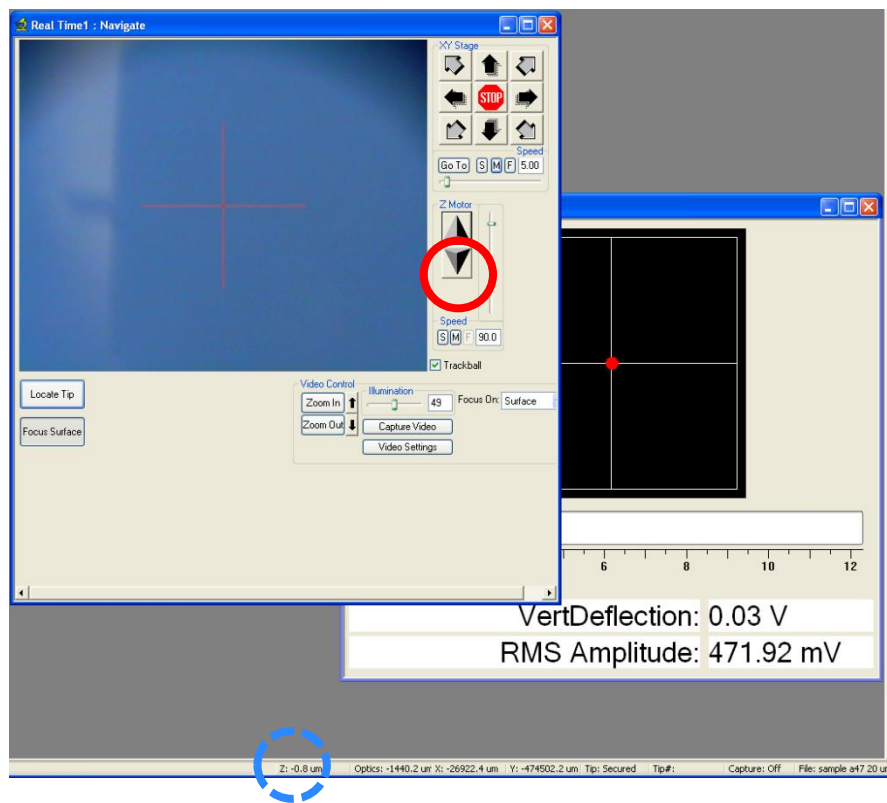 Real Time1 : Navigate
XY Stage
STOP
Speed
Go To S M F 5.00
Z Motor
Speed
S M F 90.0
Trackball
Locate Tip
Focus Surface
Video Control
Zoom In
Zoom Out
Illumination
49
Focus On: Surface
Capture Video
Video Settings
6 8 10 12
VertDeflection: 0.03 V
RMS Amplitude: 471.92 mV
Z: -0.8 um Optics: -1440.2 um X: -26922.4 um Y: -474502.2 um Tip: Secured Tip#: Capture: Off File: sample a47 20 u